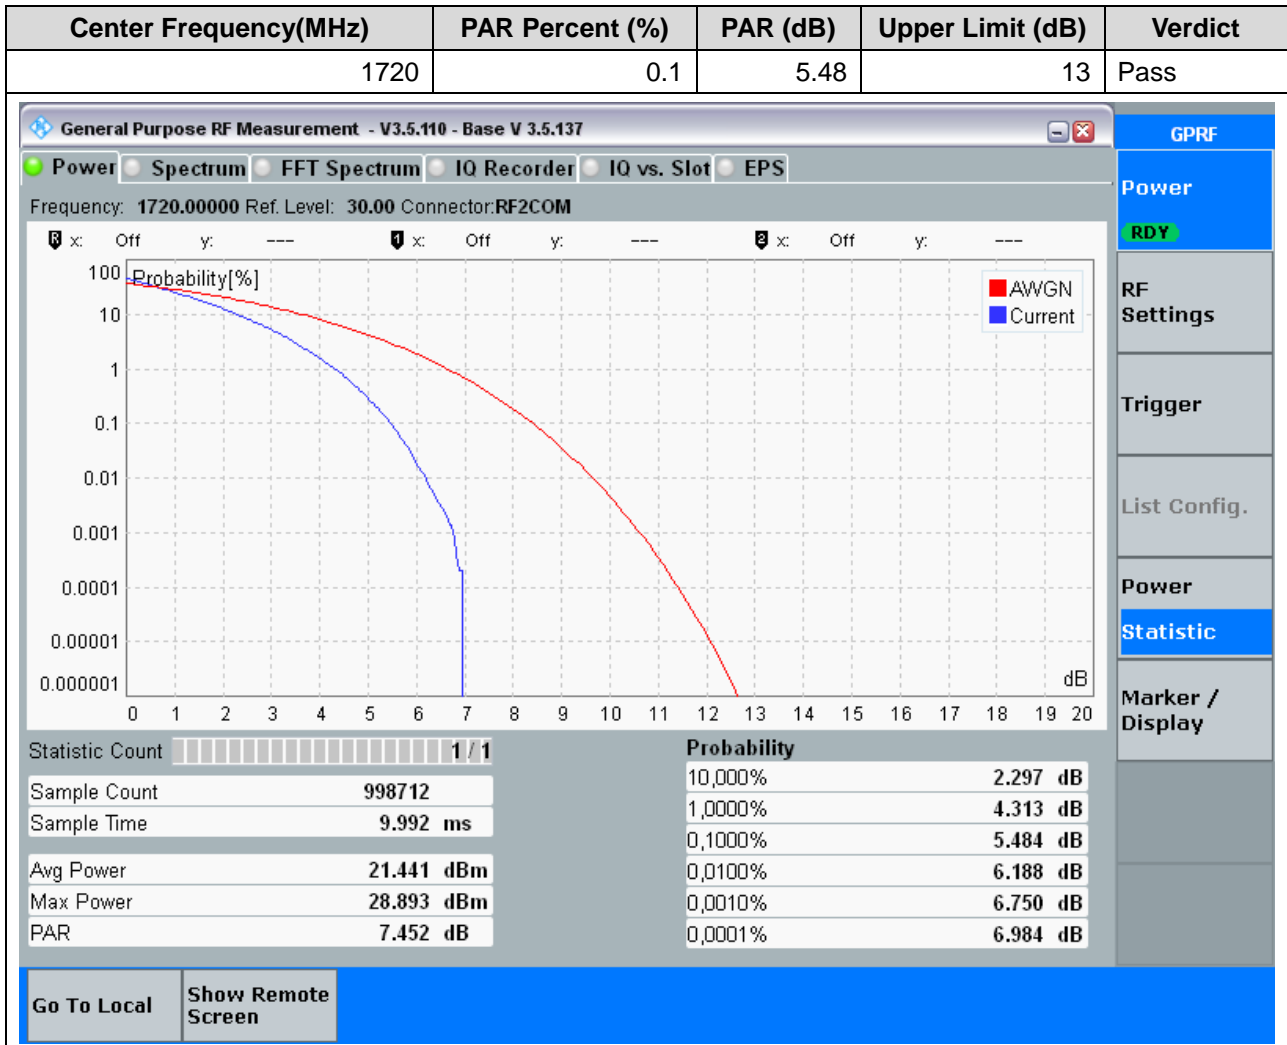 Center Frequency(MHz) PAR Percent (%) PAR (dB) Upper Limit (dB) Verdict
1720 0.1 5.48 13 Pass
General Purpose RF Measurement - V3.5.110 - Base V 3.5.137
GPRF
Power Spectrum FFT Spectrum IQ Recorder IQ vs. Slot EPS
Power
RDY
Frequency: 1720.00000 Ref. Level: 30.00 Connector:RF2COM
R x: Off y: --- 1 x: Off y: --- 2 x: Off y: ---
Probability[%]
AWGN
Current
100
10
1
0.1
0.01
0.001
0.0001
0.00001
0.000001
dB
0 1 2 3 4 5 6 7 8 9 10 11 12 13 14 15 16 17 18 19 20
RF
Settings
Trigger
List Config.
Power
Statistic
Marker /
Display
Statistic Count 1 / 1
Sample Count 998712
Sample Time 9.992 ms
Avg Power 21.441 dBm
Max Power 28.893 dBm
PAR 7.452 dB
Probability
10,000% 2.297 dB
1,0000% 4.313 dB
0,1000% 5.484 dB
0,0100% 6.188 dB
0,0010% 6.750 dB
0,0001% 6.984 dB
Go To Local
Show Remote
Screen